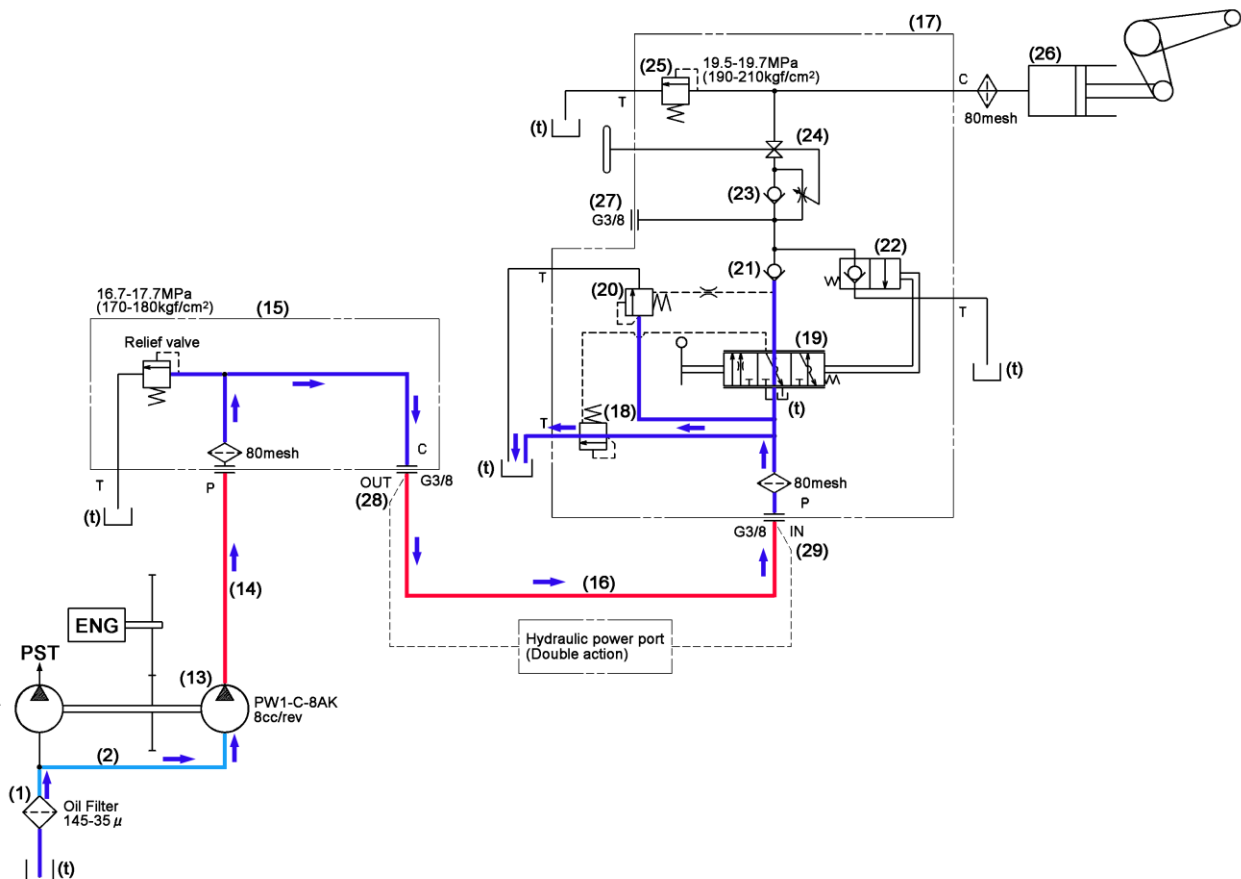 (17)
(25)
19.5-19.7MPa
(190-210kgf/cm²)
(26)
C
T
80mesh
(t)
(24)
(23)
(27)
G3/8
(22)
(21)
T
(20)
T
16.7-17.7MPa
(170-180kgf/cm²)
(15)
Relief valve
(19)
(t)
(t)
(18)
T
80mesh
C
(t)
80mesh
P
T
P
OUT
G3/8
(28)
(t)
G3/8
IN
(29)
(14)
(16)
ENG
Hydraulic power port
(Double action)
PST
(13)
PW1-C-8AK
8cc/rev
(2)
(1)
Oil Filter
145-35 μ
(t)